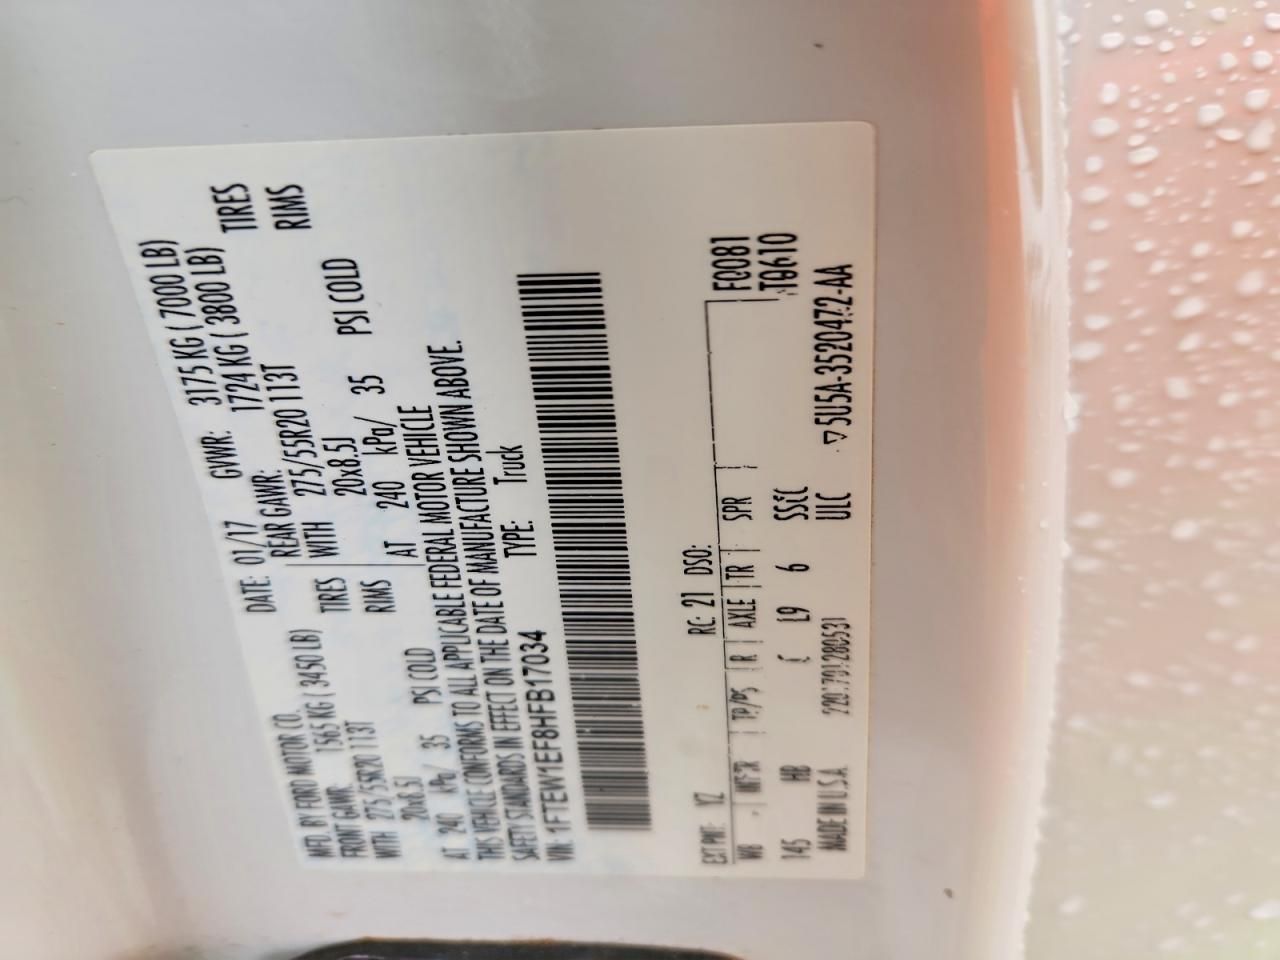 MFD. BY FORD MOTOR CO.
DATE: 01/17 GVWR: 3175 KG ( 7000 LB)
FRONT GAWR: 1565 KG ( 3450 LB) REAR GAWR: 1724 KG ( 3800 LB)
WITH 275/55R20 113T TIRES WITH 275/55R20 113T TIRES
20x8.5J RIMS 20x8.5J RIMS
AT 240 kPa/ 35 PSI COLD AT 240 kPa/ 35 PSI COLD
THIS VEHICLE CONFORMS TO ALL APPLICABLE FEDERAL MOTOR VEHICLE
SAFETY STANDARDS IN EFFECT ON THE DATE OF MANUFACTURE SHOWN ABOVE.
VIN: 1FTEW1EF8HFB17034 TYPE: Truck
EXT PNT: YZ RC: 21 DSO: F0081
WB INT TR TP/PS R AXLE TR SPR T0610
145 HB C L9 6
MADE IN U.S.A. ULC ▽5U5A-3520472-AA